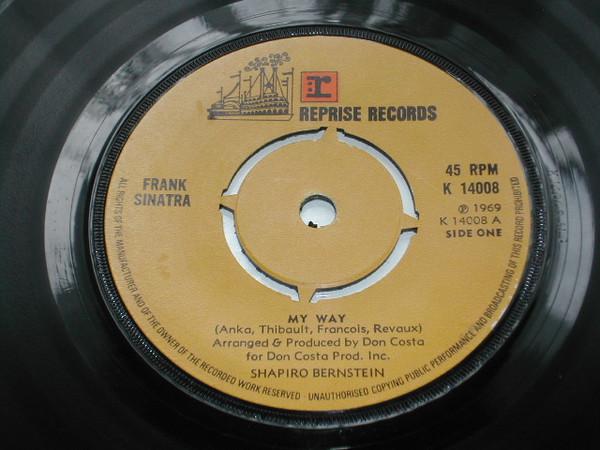 r
REPRISE RECORDS
FRANK
SINATRA
45 RPM
K 14008
℗ 1969
K 14008 A
SIDE ONE
MY WAY
(Anka, Thibault, Francois, Revaux)
Arranged & Produced by Don Costa
for Don Costa Prod. Inc.
SHAPIRO BERNSTEIN
ALL RIGHTS OF THE MANUFACTURER AND OF THE OWNER OF THE RECORDED WORK RESERVED · UNAUTHORISED COPYING PUBLIC PERFORMANCE AND BROADCASTING OF THIS RECORD PROHIBITED